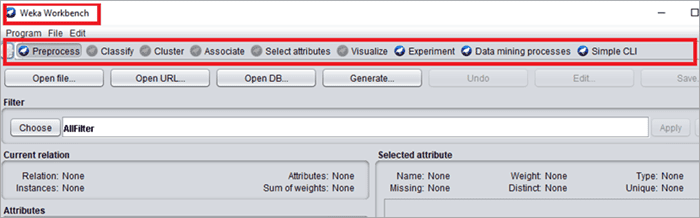 Weka Workbench
Program File Edit
Preprocess Classify Cluster Associate Select attributes Visualize Experiment Data mining processes Simple CLI
Open file... Open URL... Open DB... Generate... Undo Edit... Save
Filter
Choose AllFilter Apply
Current relation Selected attribute
Relation: None Attributes: None Name: None Weight: None Type: None
Instances: None Sum of weights: None Missing: None Distinct: None Unique: None
Attributes